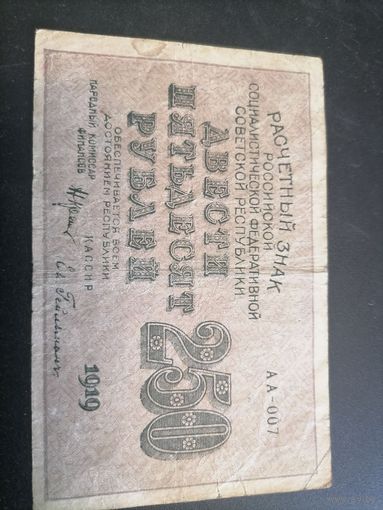 РАСЧЕТНЫЙ ЗНАК
РОССИЙСКОЙ
СОЦИАЛИСТИЧЕСКОЙ ФЕДЕРАТИВНОЙ
СОВЕТСКОЙ РЕСПУБЛИКИ.
ДВЕСТИ
ПЯТЬДЕСЯТ
РУБЛЕЙ
250
АА-007
ОБЕСПЕЧИВАЕТСЯ ВСЕМ
ДОСТОЯНИЕМ РЕСПУБЛИКИ
НАРОДНЫЙ КОМИССАР
ФИНАНСОВ
КАССИР
1919